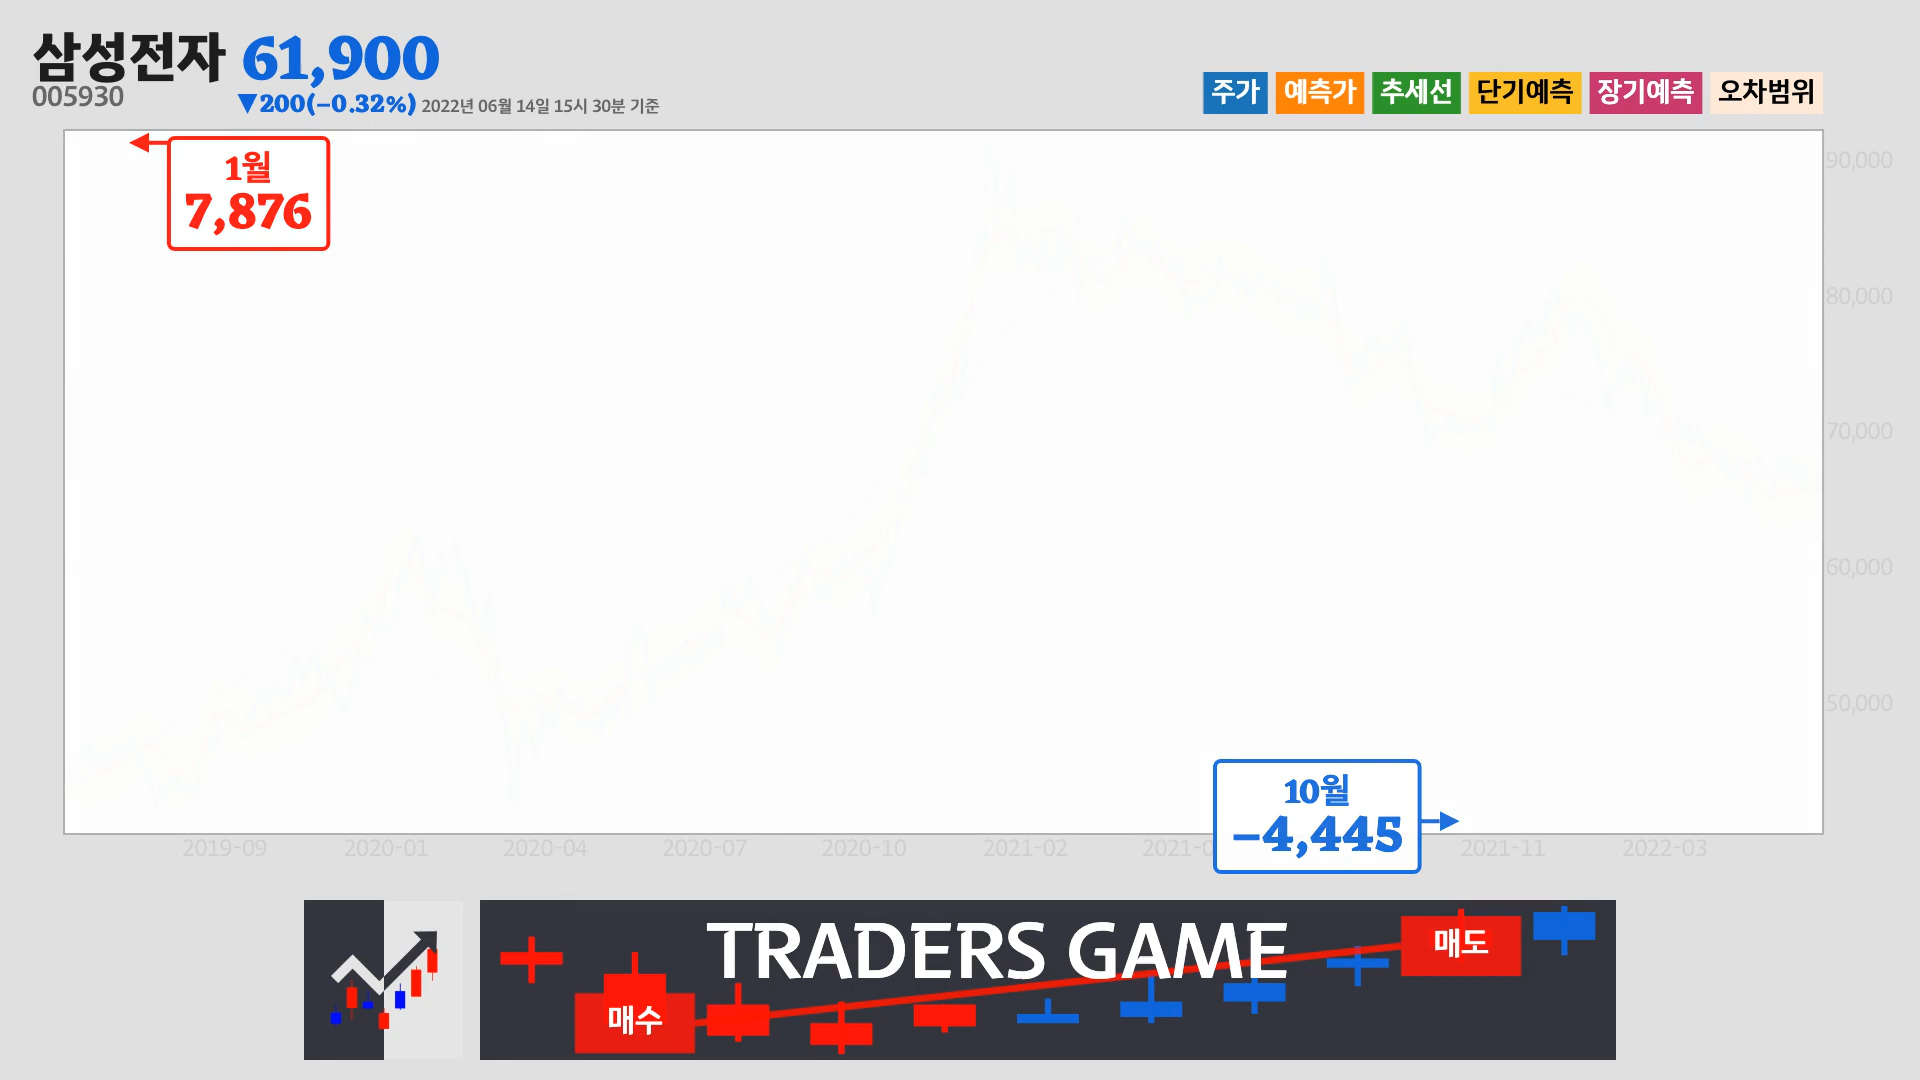 삼성전자 61,900
005930
▼200(−0.32%) 2022년 06월 14일 15시 30분 기준
주가 예측가 추세선 단기예측 장기예측 오차범위
1월
7,876
90,000
80,000
70,000
60,000
50,000
10월
−4,445
2019-09 2020-01 2020-04 2020-07 2020-10 2021-02 2021-0 2021-11 2022-03
TRADERS GAME
매수
매도